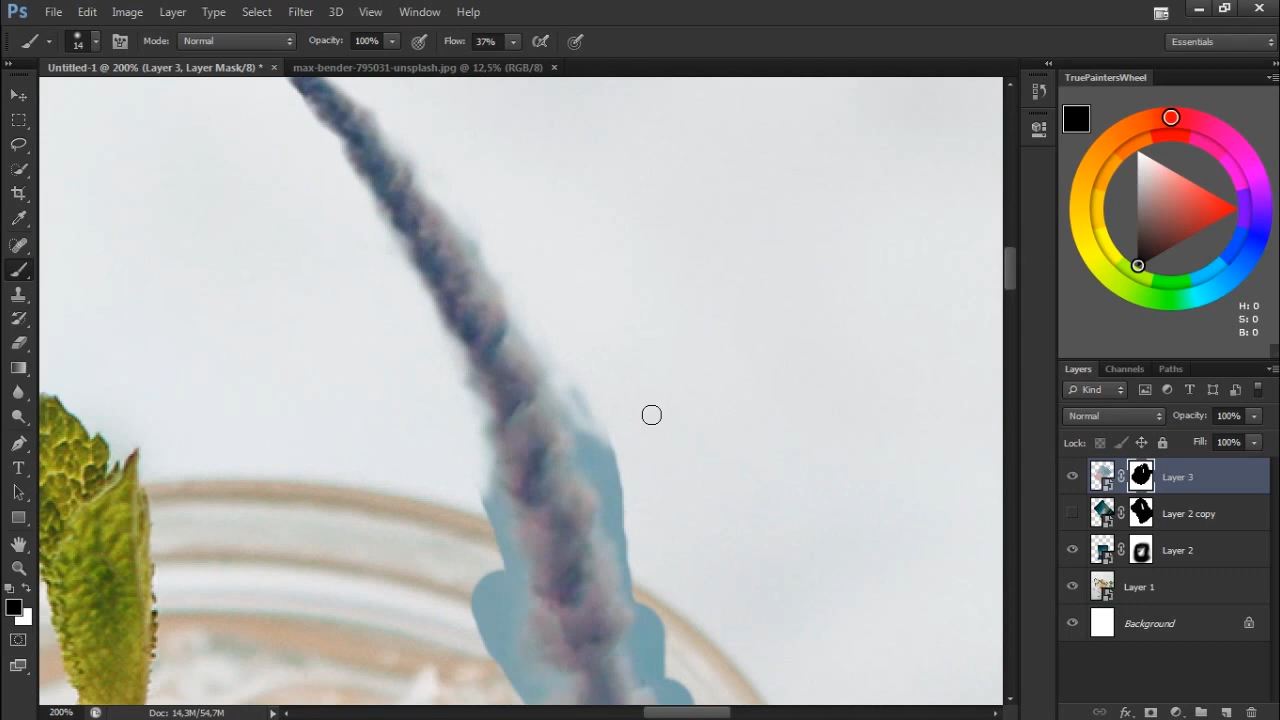 Ps File Edit Image Layer Type Select Filter 3D View Window Help
14 Mode: Normal Opacity: 100% Flow: 37% Essentials
Untitled-1 @ 200% (Layer 3, Layer Mask/8) * × max-bender-795031-unsplash.jpg @ 12,5% (RGB/8) ×
TruePaintersWheel
H: 0
S: 0
B: 0
Layers Channels Paths
Kind
Normal Opacity: 100%
Lock: Fill: 100%
Layer 3
Layer 2 copy
Layer 2
Layer 1
Background
200% Doc: 14,3M/54,7M